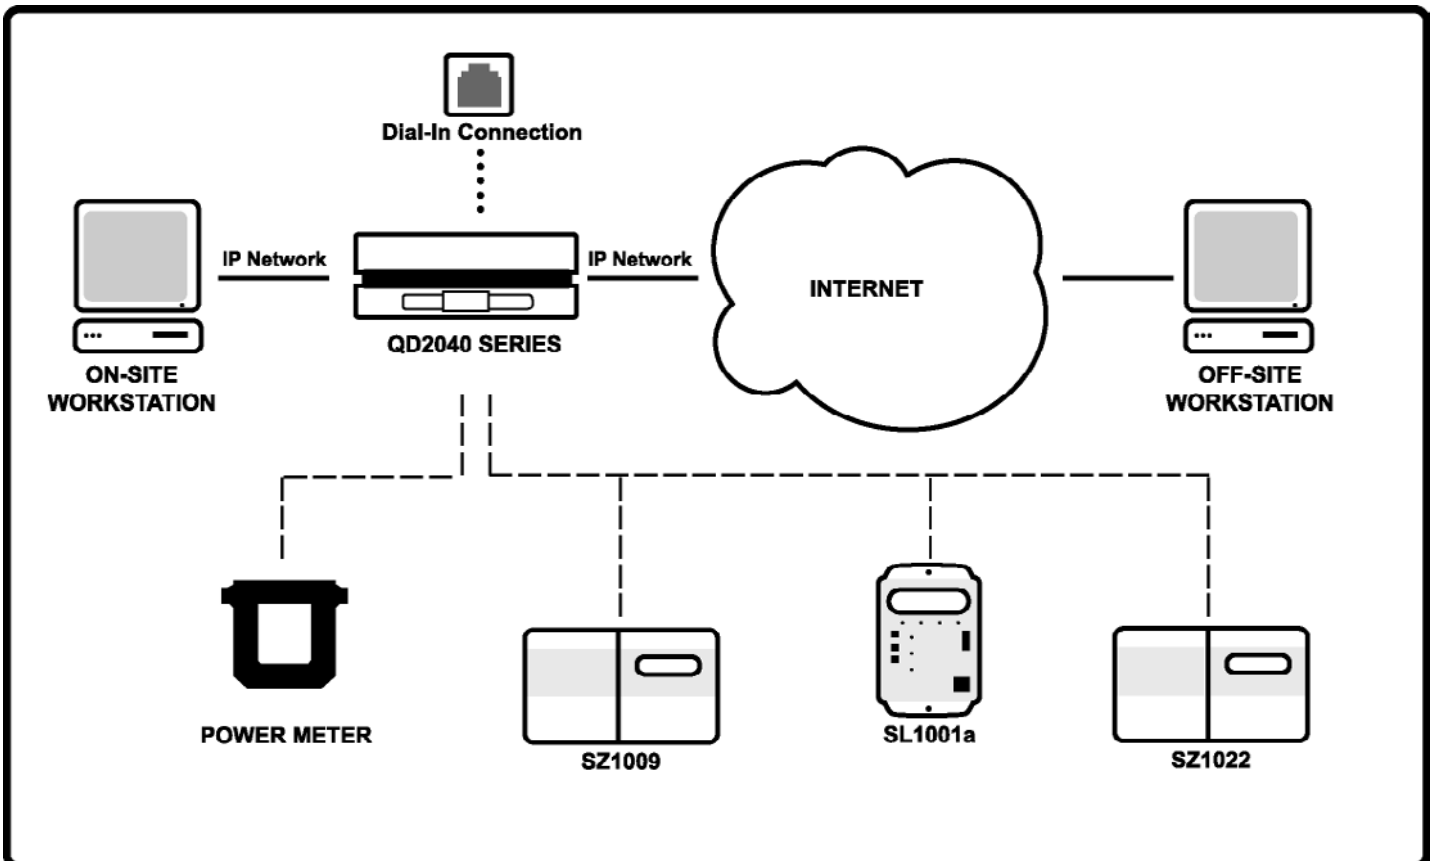 Dial-In Connection
IP Network
IP Network
INTERNET
QD2040 SERIES
ON-SITE
WORKSTATION
OFF-SITE
WORKSTATION
POWER METER
SZ1009
SL1001a
SZ1022